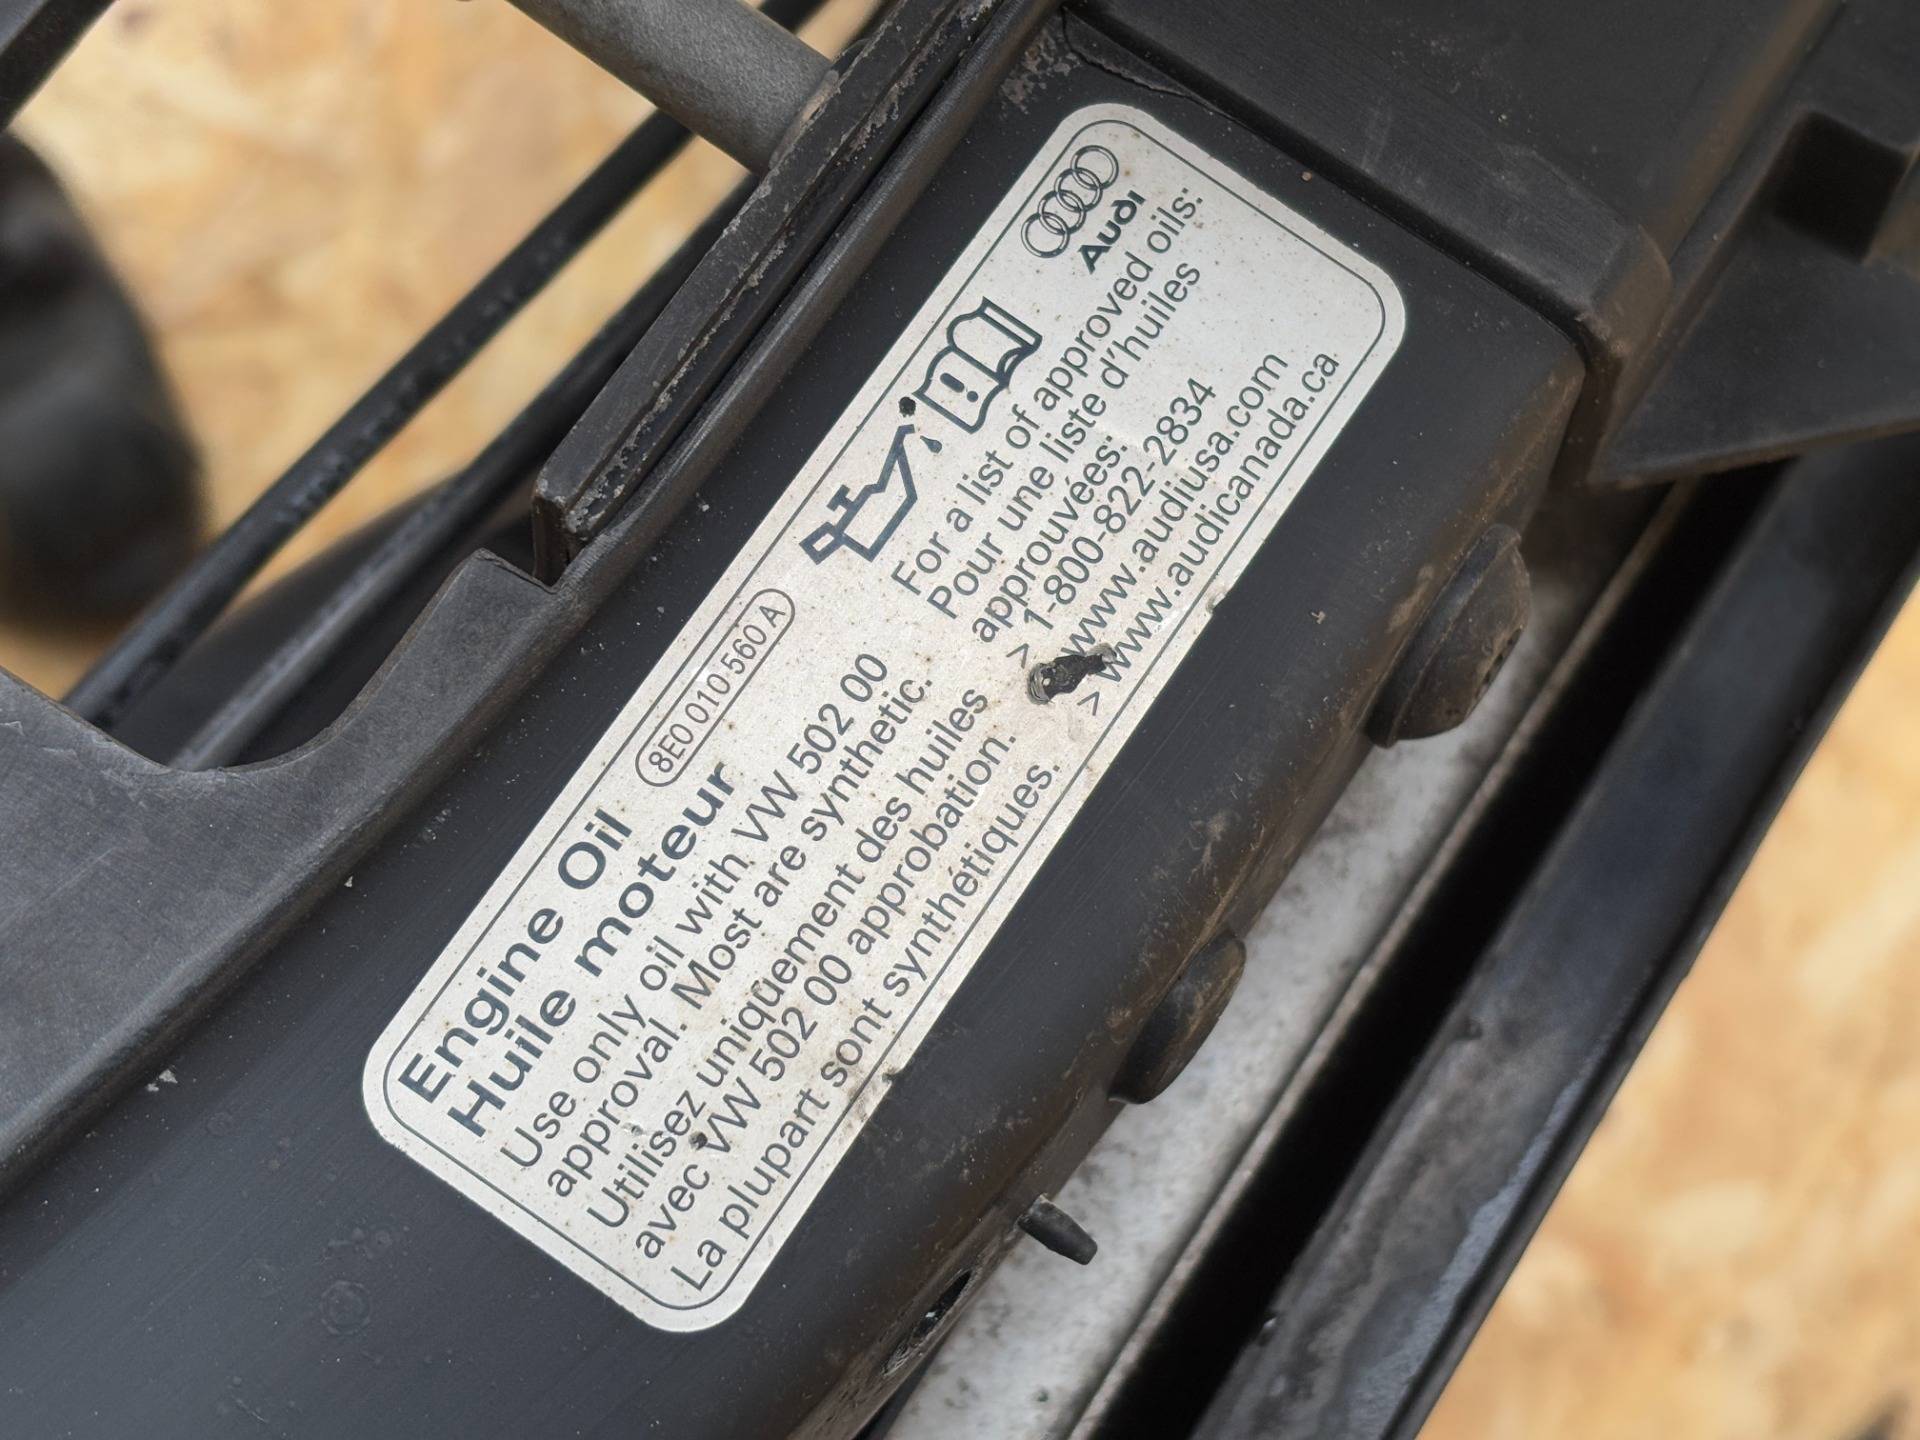 Engine Oil
Huile moteur
8E0 010 560 A
Use only oil with VW 502 00
approval. Most are synthetic.
Utilisez uniquement des huiles
avec VW 502 00 approbation.
La plupart sont synthétiques.
Audi
For a list of approved oils:
Pour une liste d'huiles
approuvées:
> 1-800-822-2834
www.audiusa.com
> www.audicanada.ca